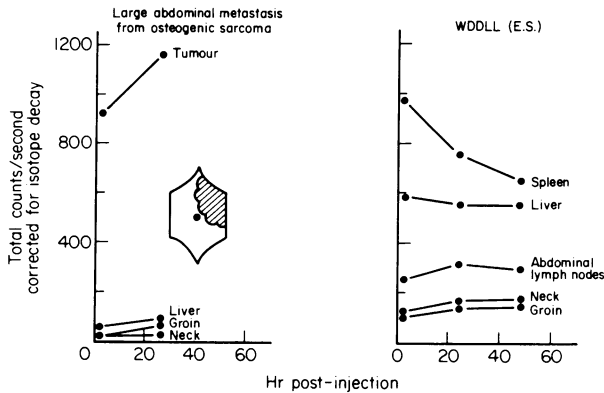 Large abdominal metastasis
from osteogenic sarcoma
WDDLL (E.S.)
Total counts/second
corrected for isotope decay
1200
800
400
0
Tumour
Liver
Groin
Neck
0
20
40
60
Spleen
Liver
Abdominal
lymph nodes
Neck
Groin
0
20
40
60
Hr post-injection